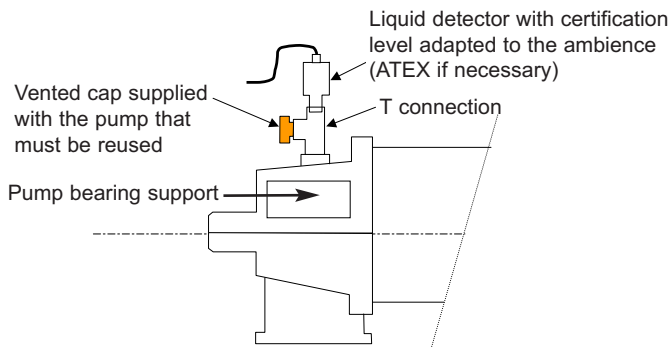 Liquid detector with certification
level adapted to the ambience
(ATEX if necessary)
Vented cap supplied
with the pump that
must be reused
T connection
Pump bearing support